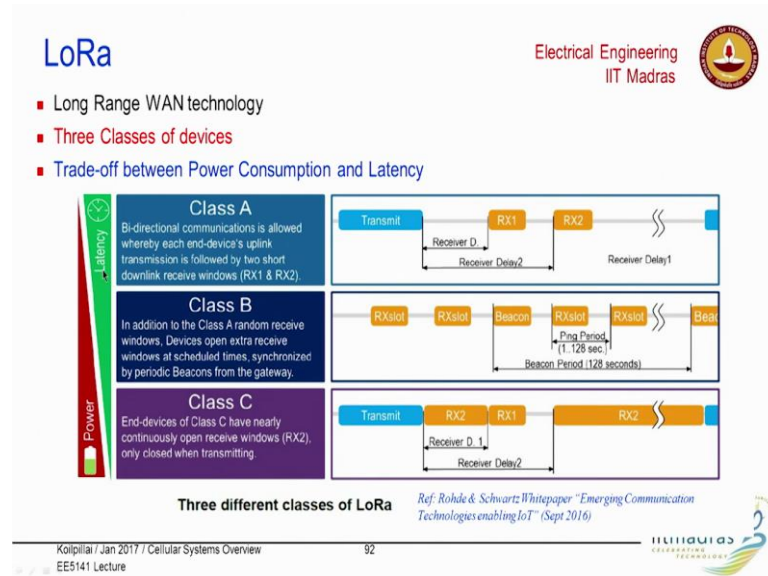 LoRa
Electrical Engineering
IIT Madras
Long Range WAN technology
Three Classes of devices
Trade-off between Power Consumption and Latency
Latency
Power
Class A
Bi-directional communications is allowed
whereby each end-device's uplink
transmission is followed by two short
downlink receive windows (RX1 & RX2).
Transmit
RX1
RX2
Receiver D.
Receiver Delay2
Receiver Delay1
Class B
In addition to the Class A random receive
windows, Devices open extra receive
windows at scheduled times, synchronized
by periodic Beacons from the gateway.
RXslot
RXslot
Beacon
RXslot
RXslot
Beac
Ping Period
(1..128 sec.)
Beacon Period (128 seconds)
Class C
End-devices of Class C have nearly
continuously open receive windows (RX2),
only closed when transmitting.
Transmit
RX2
RX1
RX2
Receiver D. 1
Receiver Delay2
Three different classes of LoRa
Ref: Rohde & Schwartz Whitepaper "Emerging Communication
Technologies enabling IoT" (Sept 2016)
Koilpillai / Jan 2017 / Cellular Systems Overview
92
EE5141 Lecture
CELEBRATING
TECHNOLOGY